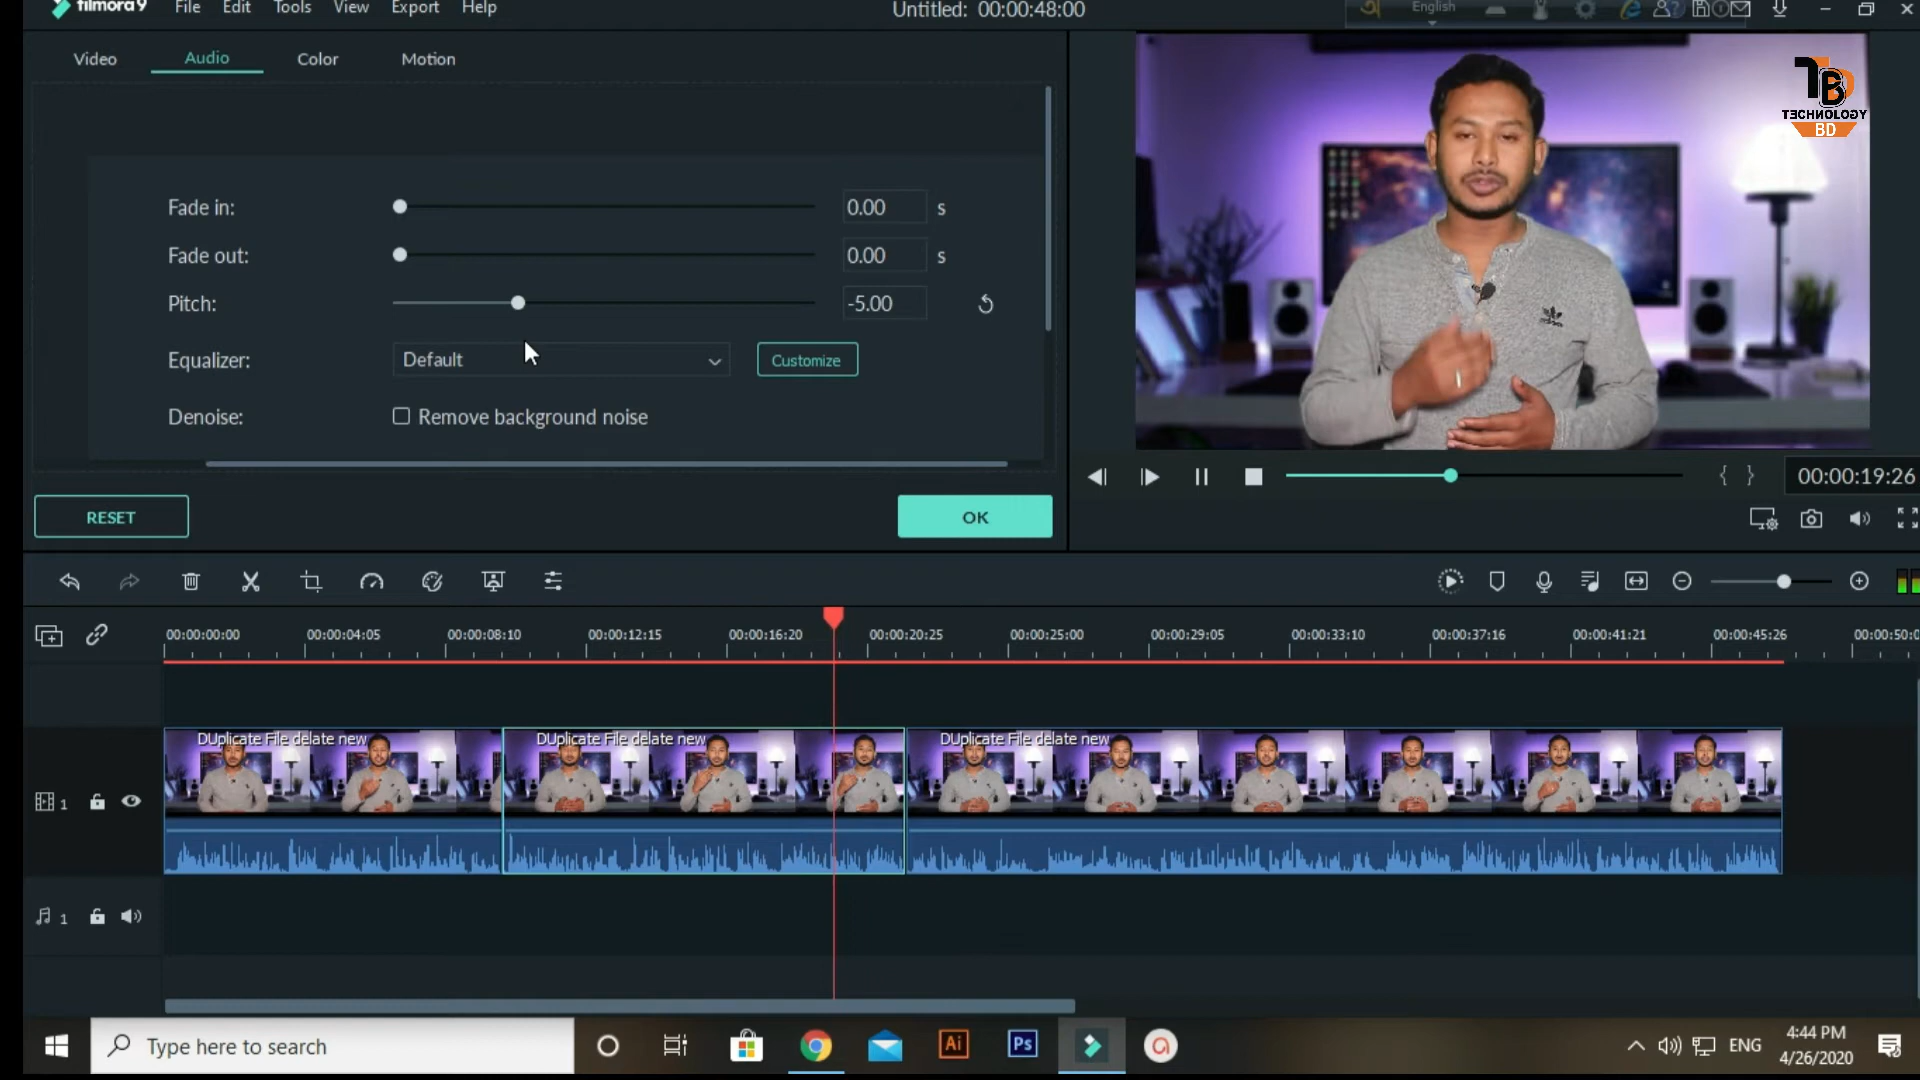 filmora9 File Edit Tools View Export Help
Untitled: 00:00:48:00
English
Video Audio Color Motion
TB
TECHNOLOGY
BD
Fade in: 0.00 s
Fade out: 0.00 s
Pitch: -5.00
Equalizer: Default Customize
Denoise: Remove background noise
adidas
{ } 00:00:19:26
RESET OK
00:00:00:00 00:00:04:05 00:00:08:10 00:00:12:15 00:00:16:20 00:00:20:25 00:00:25:00 00:00:29:05 00:00:33:10 00:00:37:16 00:00:41:21 00:00:45:26 00:00:50:0
DUplicate File delate new DUplicate File delate new DUplicate File delate new
1
1
Type here to search
Ai
Ps
ENG
4:44 PM
4/26/2020